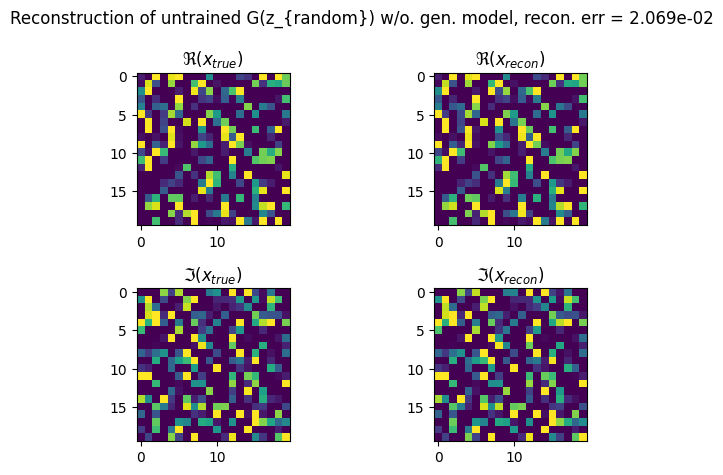 Reconstruction of untrained G(z_{random}) w/o. gen. model, recon. err = 2.069e-02
ℜ(x_true) ℜ(x_recon)
0 0
5 5
10 10
15 15
0 10 0 10
ℑ(x_true) ℑ(x_recon)
0 0
5 5
10 10
15 15
0 10 0 10